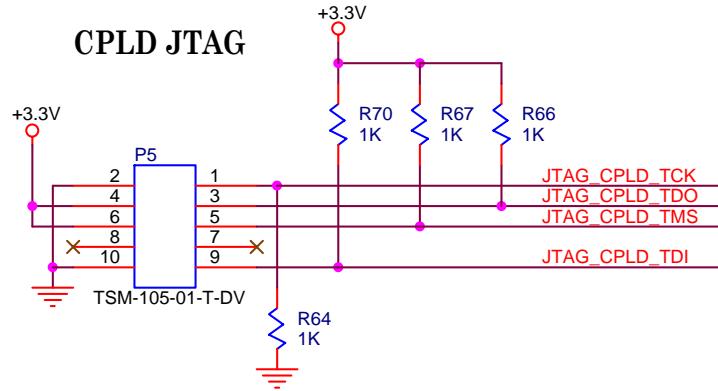 +3.3V
CPLD JTAG
+3.3V
R70
1K
R67
1K
R66
1K
P5
2 1 JTAG_CPLD_TCK
4 3 JTAG_CPLD_TDO
6 5 JTAG_CPLD_TMS
8 7
10 9 JTAG_CPLD_TDI
TSM-105-01-T-DV
R64
1K